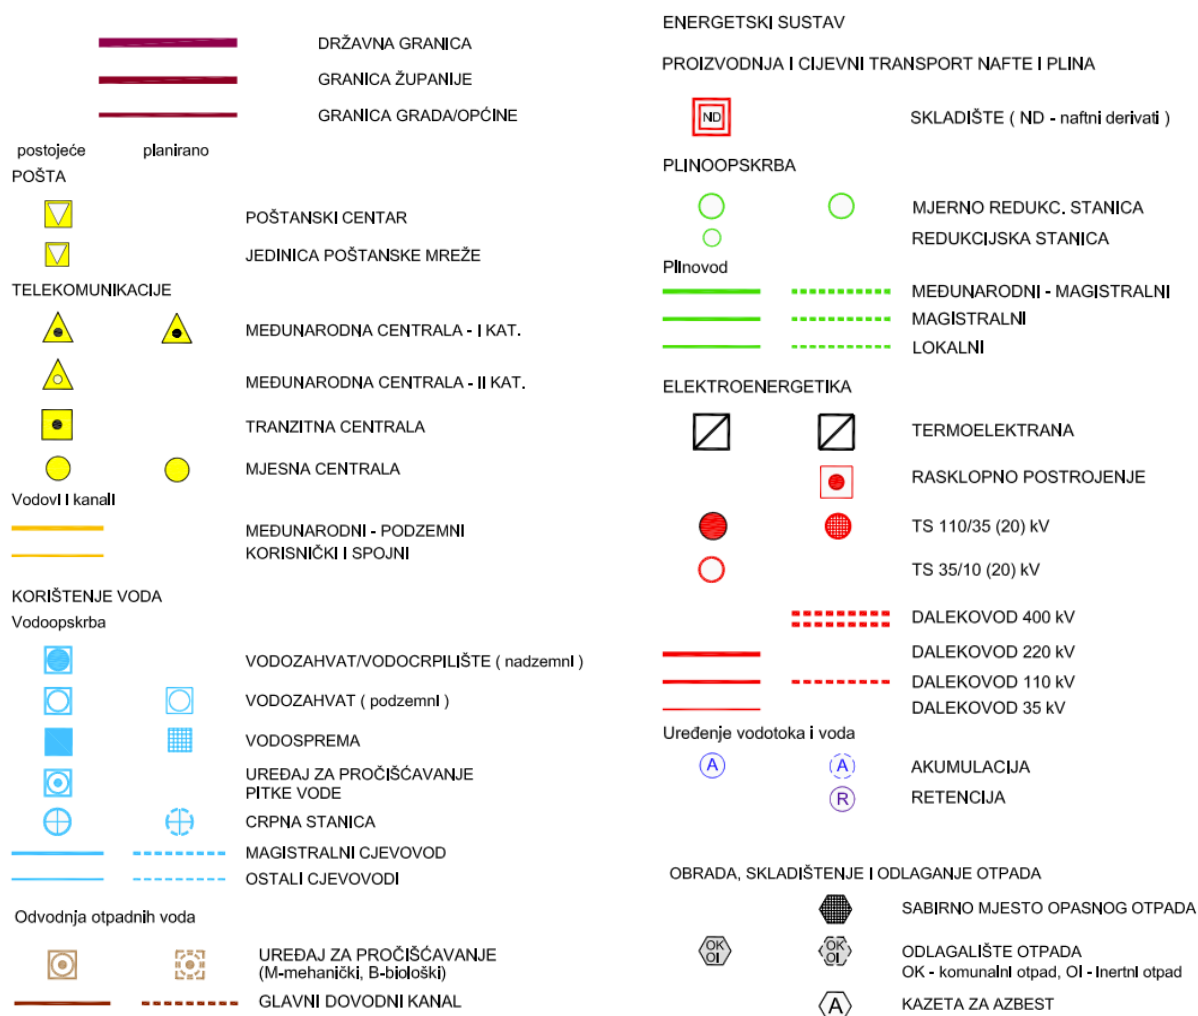 DRŽAVNA GRANICA
GRANICA ŽUPANIJE
GRANICA GRADA/OPĆINE
postojeće planirano
POŠTA
POŠTANSKI CENTAR
JEDINICA POŠTANSKE MREŽE
TELEKOMUNIKACIJE
MEĐUNARODNA CENTRALA - I KAT.
MEĐUNARODNA CENTRALA - II KAT.
TRANZITNA CENTRALA
MJESNA CENTRALA
Vodovi i kanali
MEĐUNARODNI - PODZEMNI
KORISNIČKI I SPOJNI
KORIŠTENJE VODA
Vodoopskrba
VODOZAHVAT/VODOCRPILIŠTE ( nadzemni )
VODOZAHVAT ( podzemni )
VODOSPREMA
UREĐAJ ZA PROČIŠĆAVANJE
PITKE VODE
CRPNA STANICA
MAGISTRALNI CJEVOVOD
OSTALI CJEVOVODI
Odvodnja otpadnih voda
UREĐAJ ZA PROČIŠĆAVANJE
(M-mehanički, B-biološki)
GLAVNI DOVODNI KANAL
ENERGETSKI SUSTAV
PROIZVODNJA I CIJEVNI TRANSPORT NAFTE I PLINA
ND SKLADIŠTE ( ND - naftni derivati )
PLINOOPSKRBA
MJERNO REDUKC. STANICA
REDUKCIJSKA STANICA
Plinovod
MEĐUNARODNI - MAGISTRALNI
MAGISTRALNI
LOKALNI
ELEKTROENERGETIKA
TERMOELEKTRANA
RASKLOPNO POSTROJENJE
TS 110/35 (20) kV
TS 35/10 (20) kV
DALEKOVOD 400 kV
DALEKOVOD 220 kV
DALEKOVOD 110 kV
DALEKOVOD 35 kV
Uređenje vodotoka i voda
A A AKUMULACIJA
R RETENCIJA
OBRADA, SKLADIŠTENJE I ODLAGANJE OTPADA
SABIRNO MJESTO OPASNOG OTPADA
OK OK ODLAGALIŠTE OTPADA
OI OI OK - komunalni otpad, OI - Inertni otpad
A KAZETA ZA AZBEST